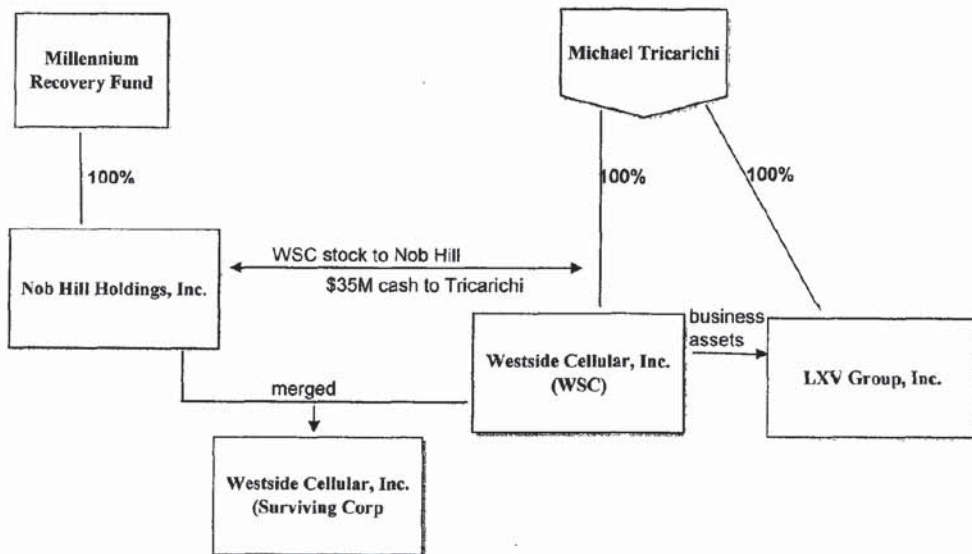 Millennium
Recovery Fund
Michael Tricarichi
100%
100%
100%
WSC stock to Nob Hill
$35M cash to Tricarichi
Nob Hill Holdings, Inc.
business
assets
Westside Cellular, Inc.
(WSC)
LXV Group, Inc.
merged
Westside Cellular, Inc.
(Surviving Corp